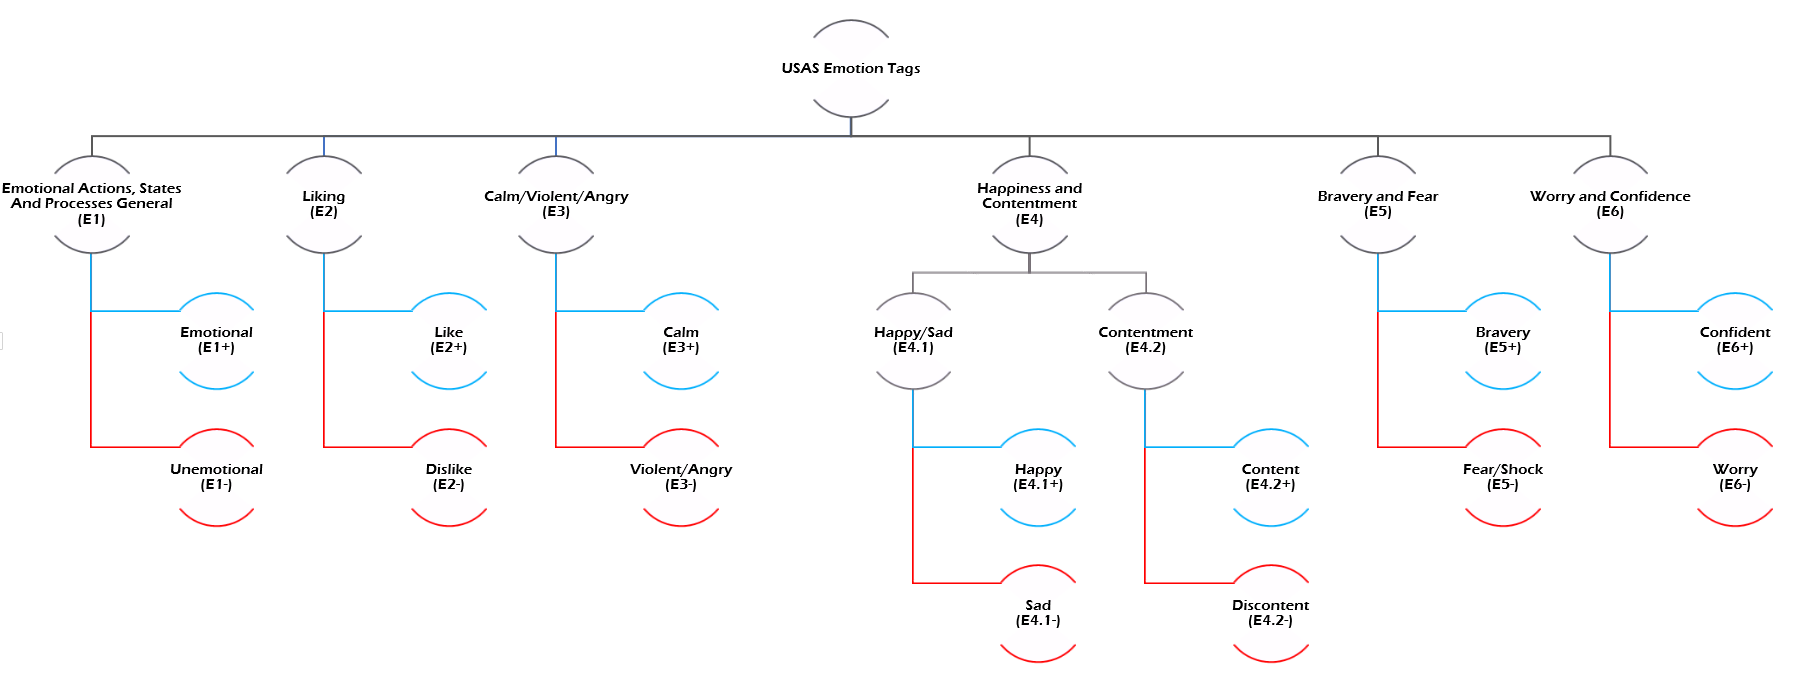 USAS Emotion Tags
Emotional Actions, States
And Processes General
(E1)
Liking
(E2)
Calm/Violent/Angry
(E3)
Happiness and
Contentment
(E4)
Bravery and Fear
(E5)
Worry and Confidence
(E6)
Emotional
(E1+)
Like
(E2+)
Calm
(E3+)
Happy/Sad
(E4.1)
Contentment
(E4.2)
Bravery
(E5+)
Confident
(E6+)
Unemotional
(E1-)
Dislike
(E2-)
Violent/Angry
(E3-)
Happy
(E4.1+)
Content
(E4.2+)
Fear/Shock
(E5-)
Worry
(E6-)
Sad
(E4.1-)
Discontent
(E4.2-)